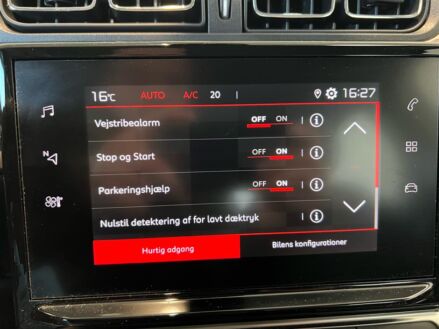 16°C AUTO A/C 20 16:27
Vejstribealarm OFF ON
Stop og Start OFF ON
Parkeringshjælp OFF ON
Nulstil detektering af for lavt dæktryk
Hurtig adgang Bilens konfigurationer
N